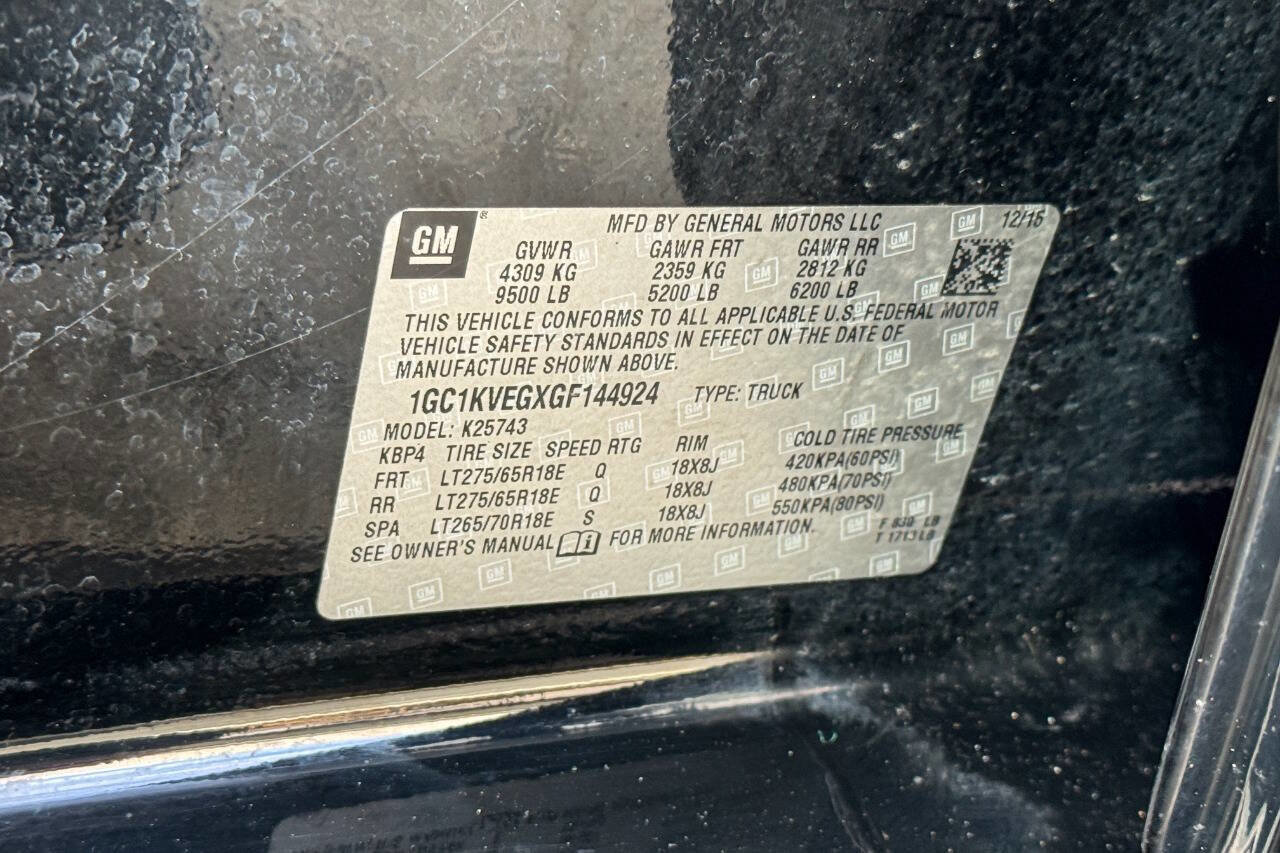 GM ® MFD BY GENERAL MOTORS LLC 12/15
GVWR GAWR FRT GAWR RR
4309 KG 2359 KG 2812 KG
9500 LB 5200 LB 6200 LB
THIS VEHICLE CONFORMS TO ALL APPLICABLE U.S. FEDERAL MOTOR
VEHICLE SAFETY STANDARDS IN EFFECT ON THE DATE OF
MANUFACTURE SHOWN ABOVE.
1GC1KVEGXGF144924 TYPE: TRUCK
MODEL: K25743
KBP4 TIRE SIZE SPEED RTG RIM COLD TIRE PRESSURE
FRT LT275/65R18E Q 18X8J 420KPA(60PSI)
RR LT275/65R18E Q 18X8J 480KPA(70PSI)
SPA LT265/70R18E S 18X8J 550KPA(80PSI)
SEE OWNER'S MANUAL FOR MORE INFORMATION.
F 830 LB
T 1713 LB